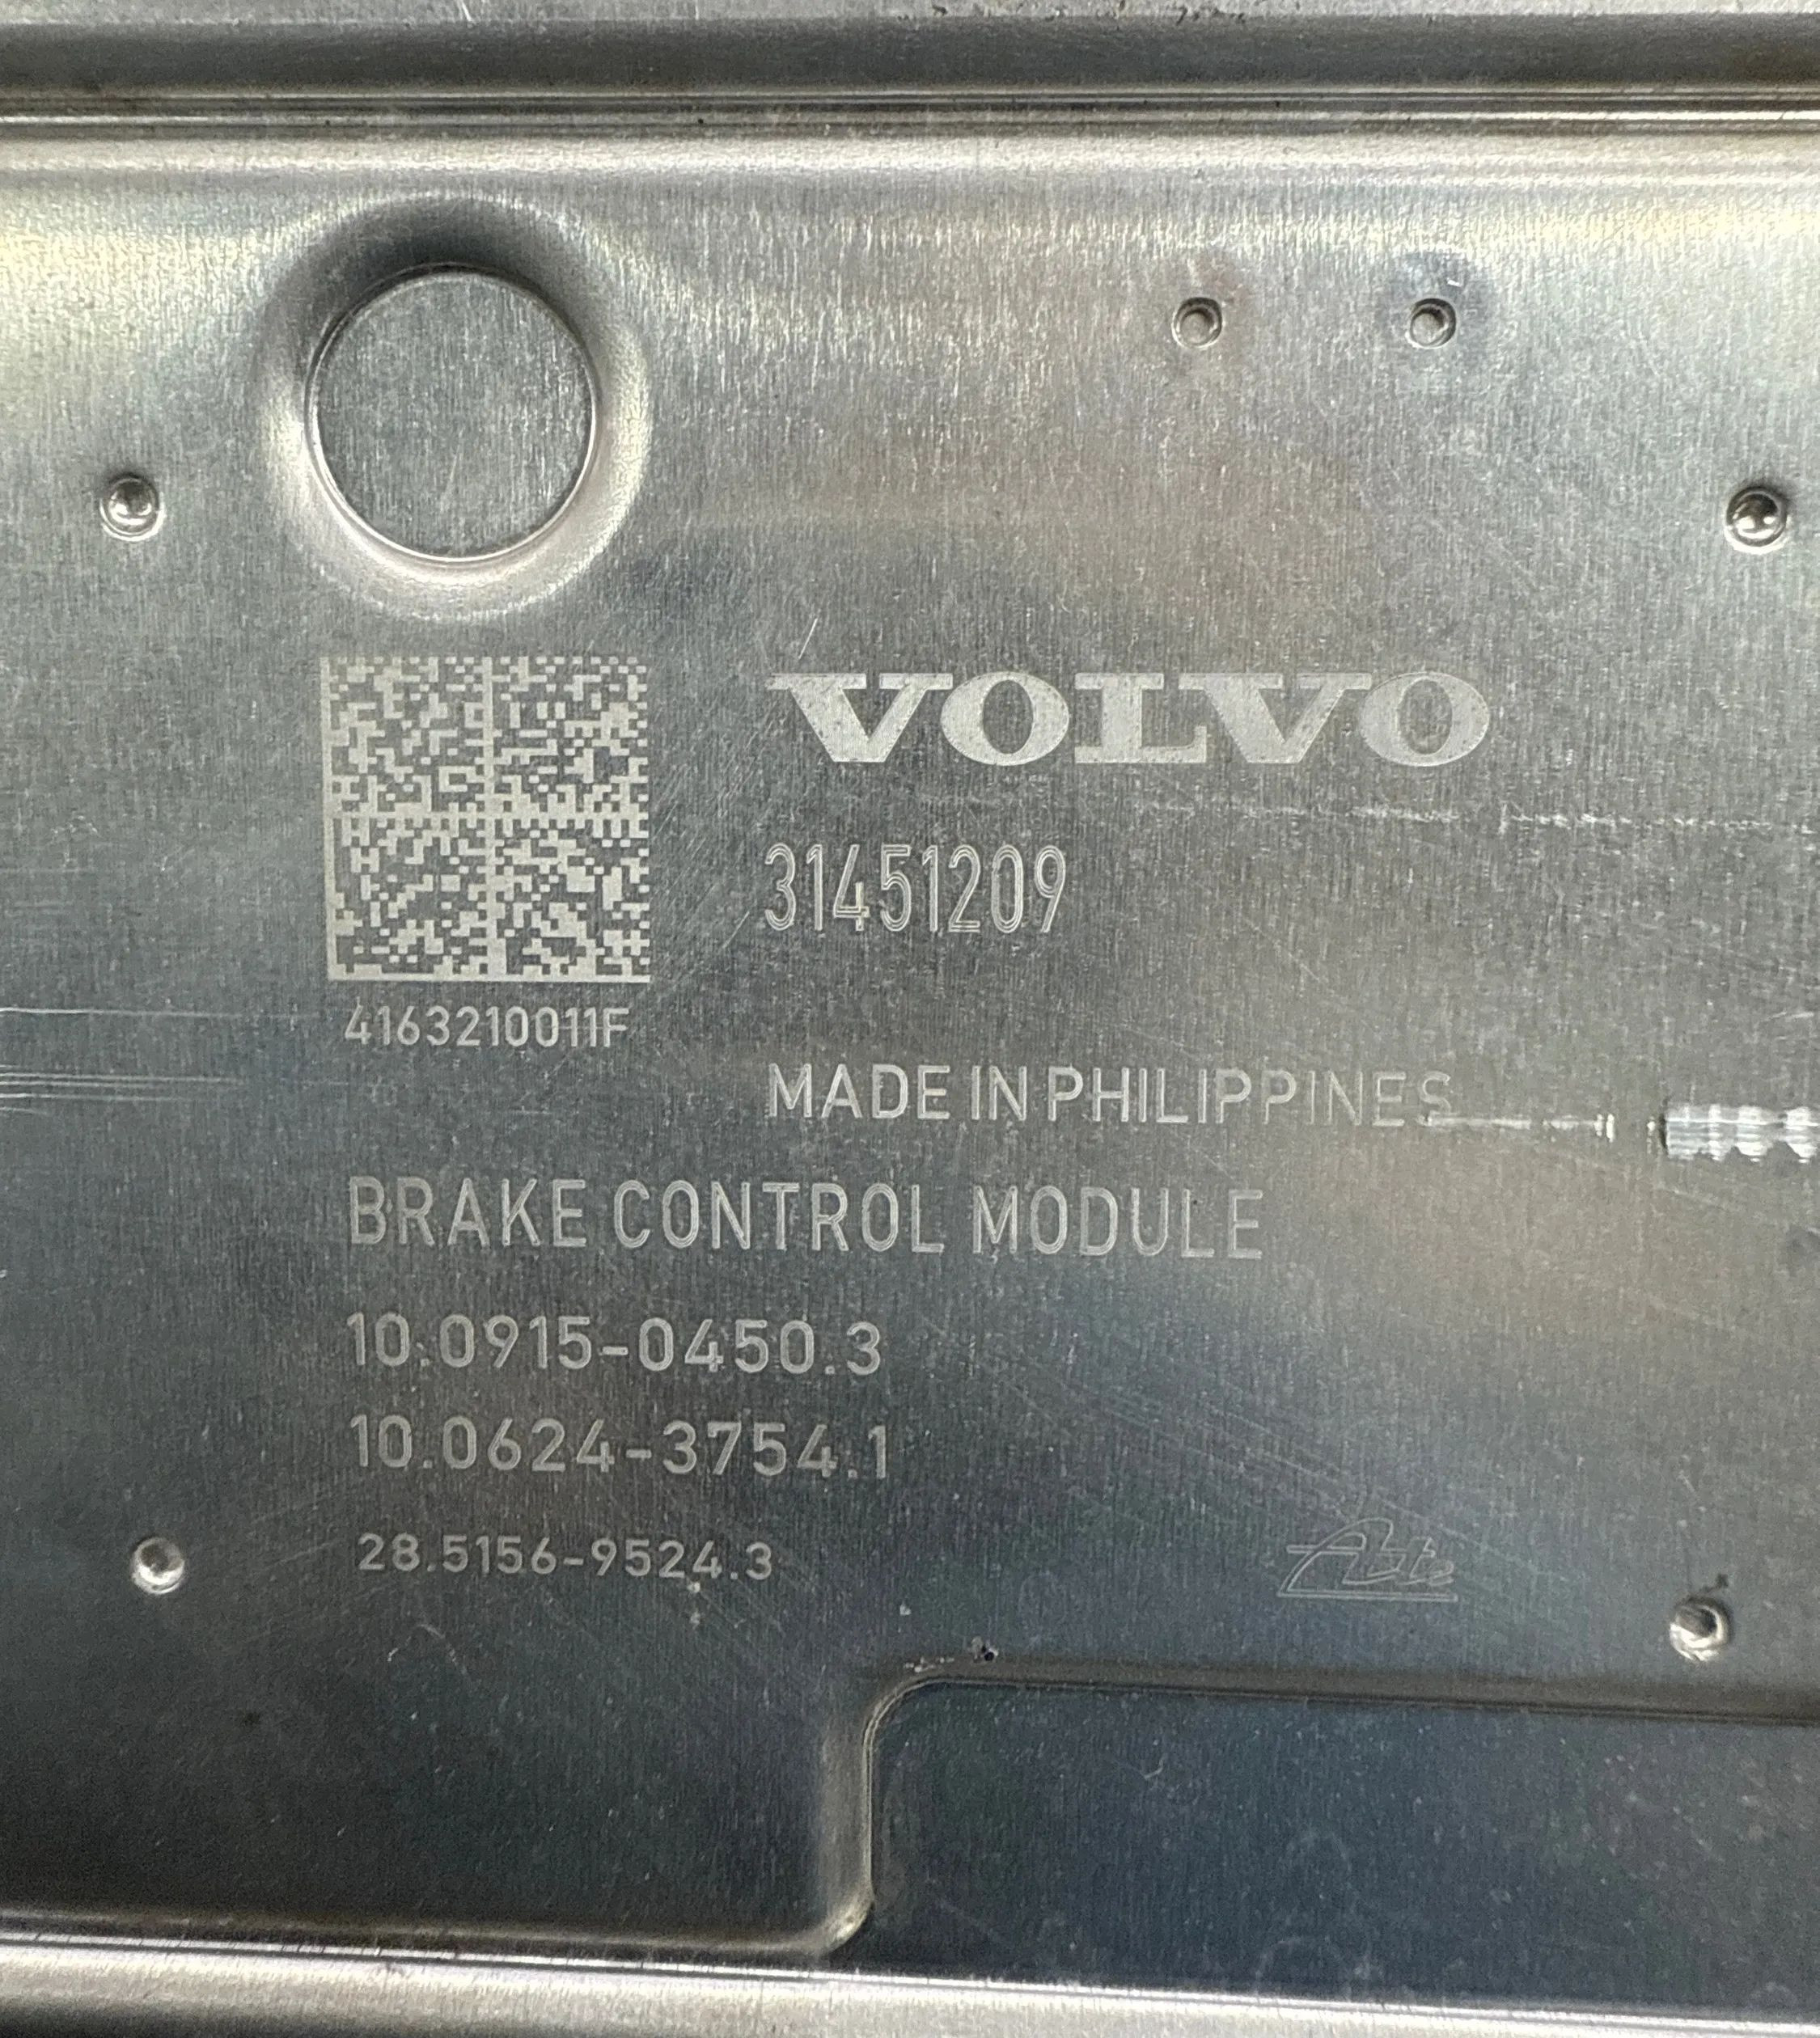 VOLVO
31451209
4163210011F
MADE IN PHILIPPINES
BRAKE CONTROL MODULE
10.0915-0450.3
10.0624-3754.1
28.5156-9524.3
Ate